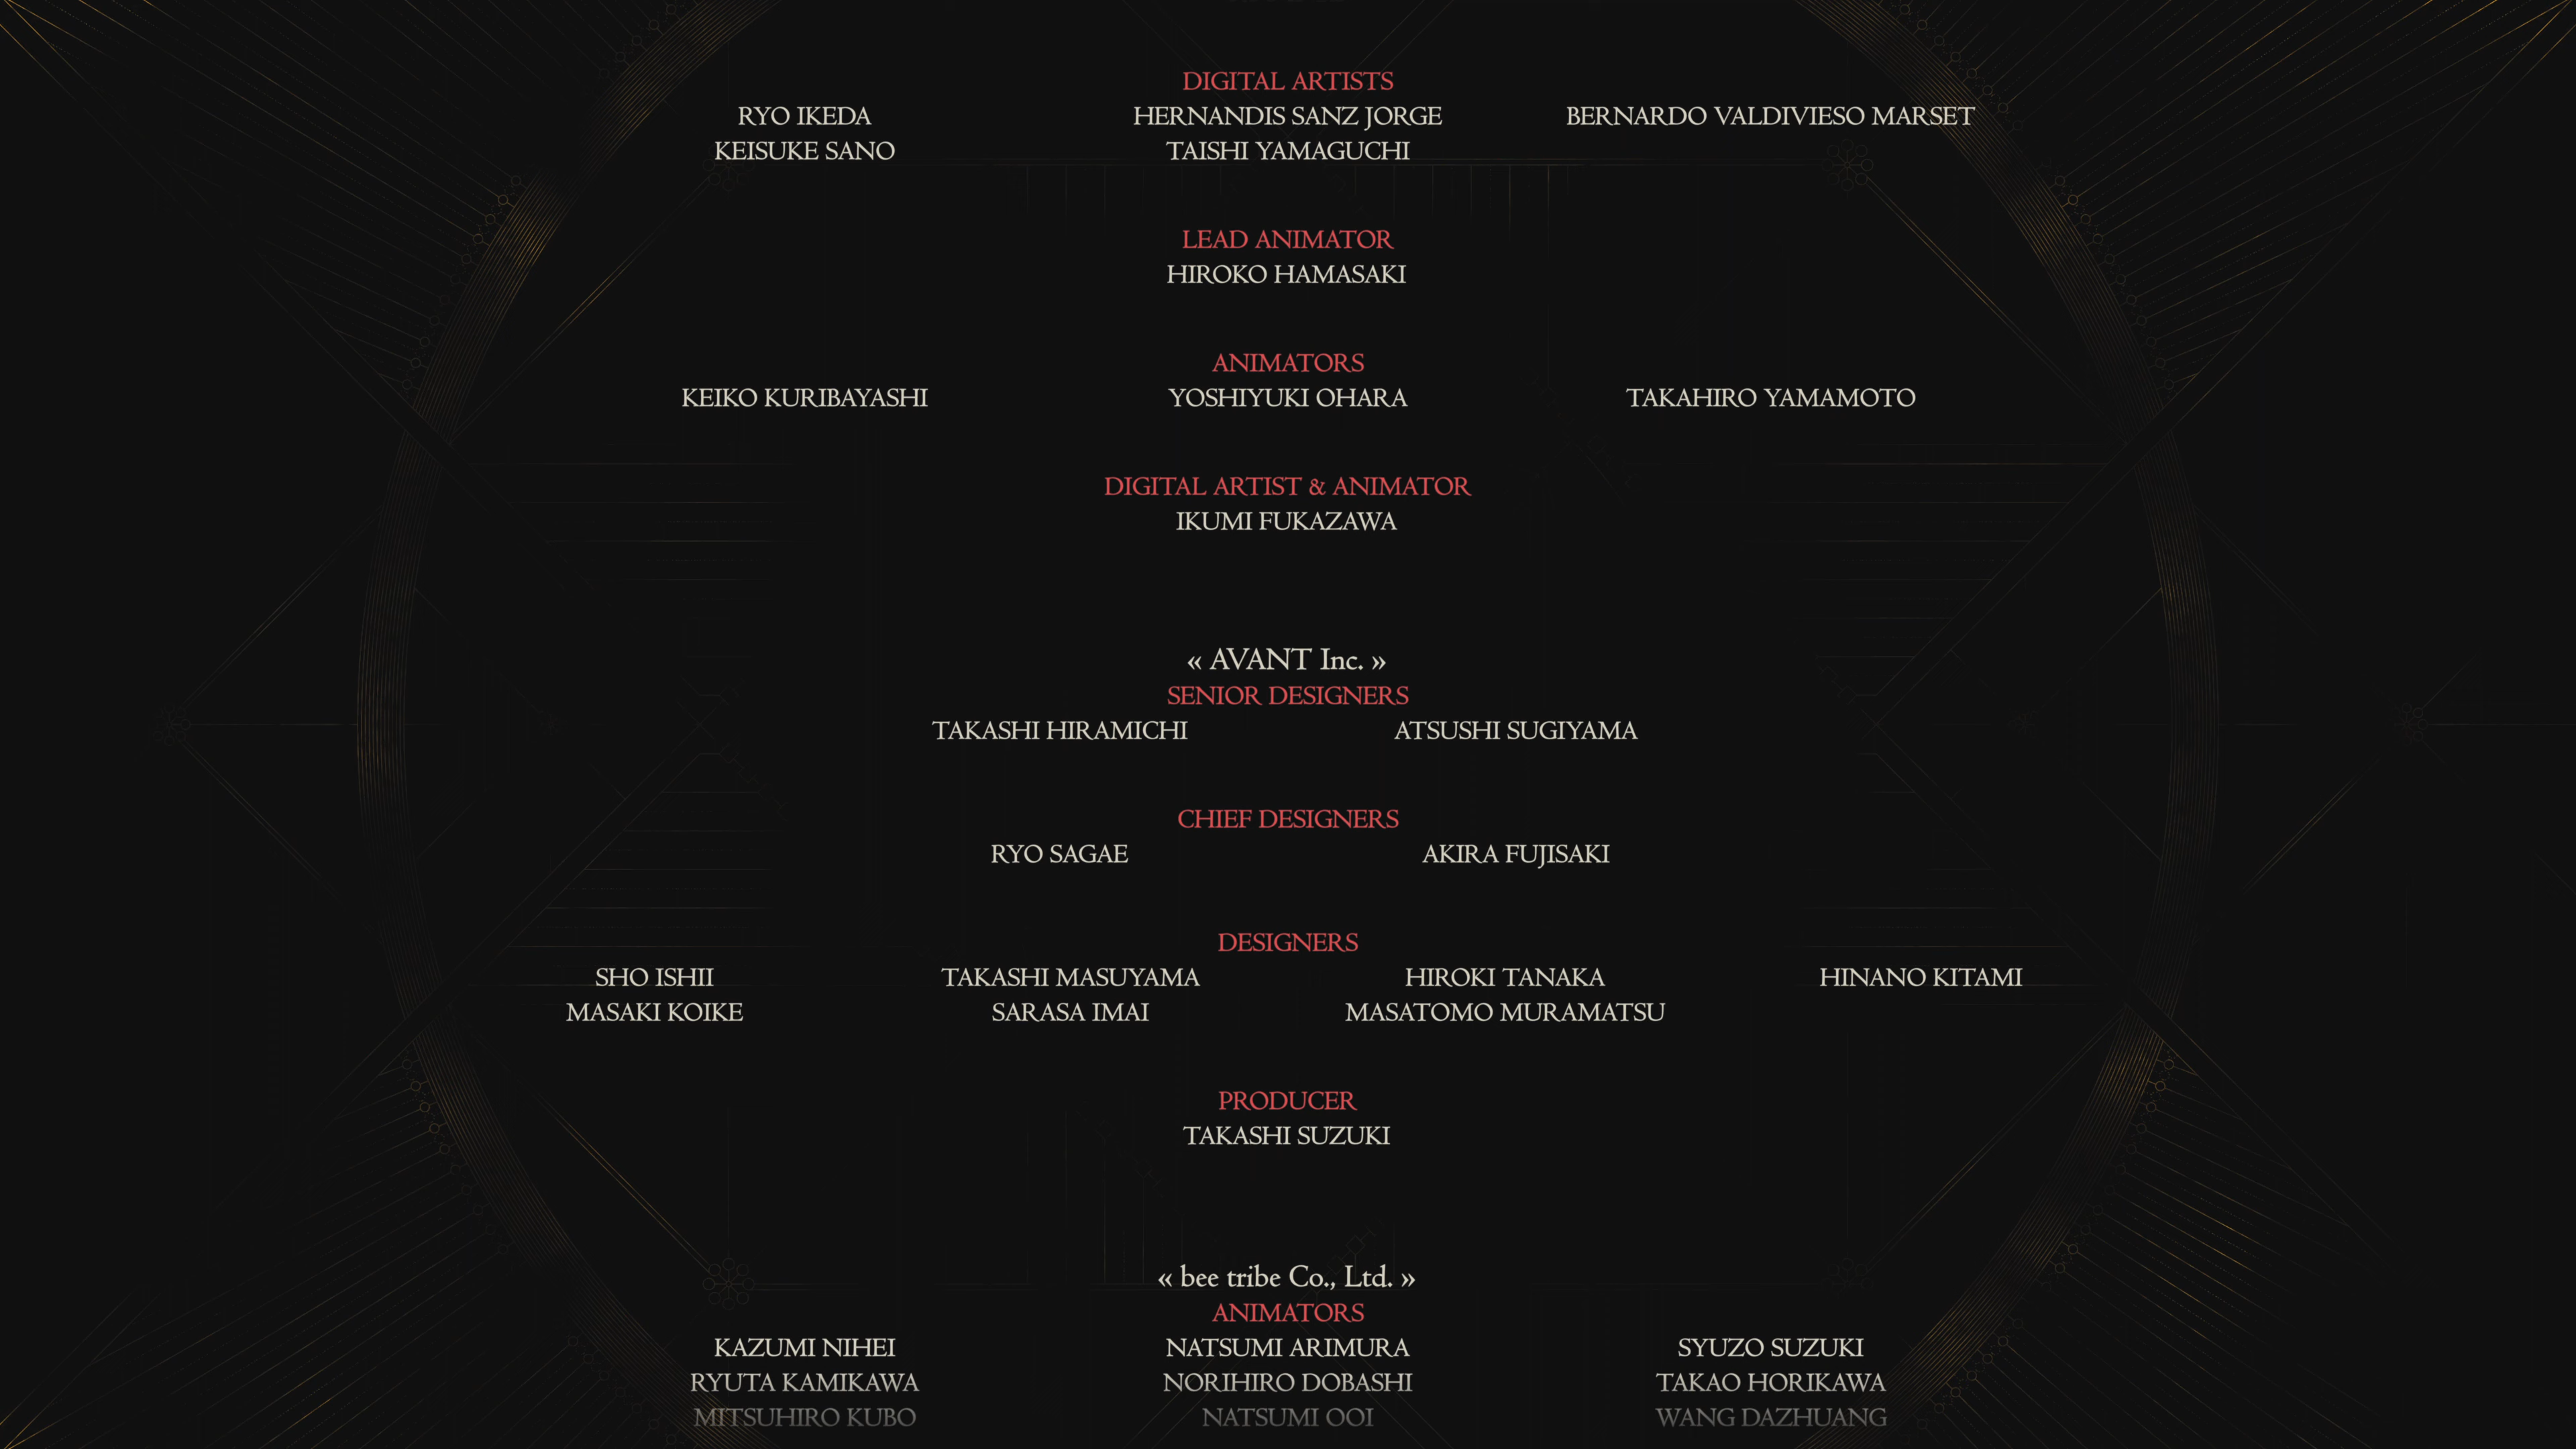 DIGITAL ARTISTS
RYO IKEDA HERNANDIS SANZ JORGE BERNARDO VALDIVIESO MARSET
KEISUKE SANO TAISHI YAMAGUCHI
LEAD ANIMATOR
HIROKO HAMASAKI
ANIMATORS
KEIKO KURIBAYASHI YOSHIYUKI OHARA TAKAHIRO YAMAMOTO
DIGITAL ARTIST & ANIMATOR
IKUMI FUKAZAWA
« AVANT Inc. »
SENIOR DESIGNERS
TAKASHI HIRAMICHI ATSUSHI SUGIYAMA
CHIEF DESIGNERS
RYO SAGAE AKIRA FUJISAKI
DESIGNERS
SHO ISHII TAKASHI MASUYAMA HIROKI TANAKA HINANO KITAMI
MASAKI KOIKE SARASA IMAI MASATOMO MURAMATSU
PRODUCER
TAKASHI SUZUKI
« bee tribe Co., Ltd. »
ANIMATORS
KAZUMI NIHEI NATSUMI ARIMURA SYUZO SUZUKI
RYUTA KAMIKAWA NORIHIRO DOBASHI TAKAO HORIKAWA
MITSUHIRO KUBO NATSUMI OOI WANG DAZHUANG